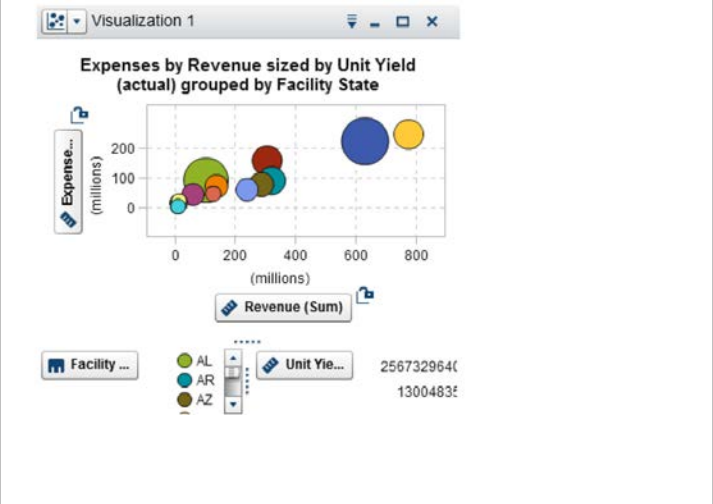 Visualization 1
Expenses by Revenue sized by Unit Yield
(actual) grouped by Facility State
Expense...
(millions)
200
100
0
0 200 400 600 800
(millions)
Revenue (Sum)
Facility ...
AL
AR
AZ
Unit Yie...
2567329640
13004835